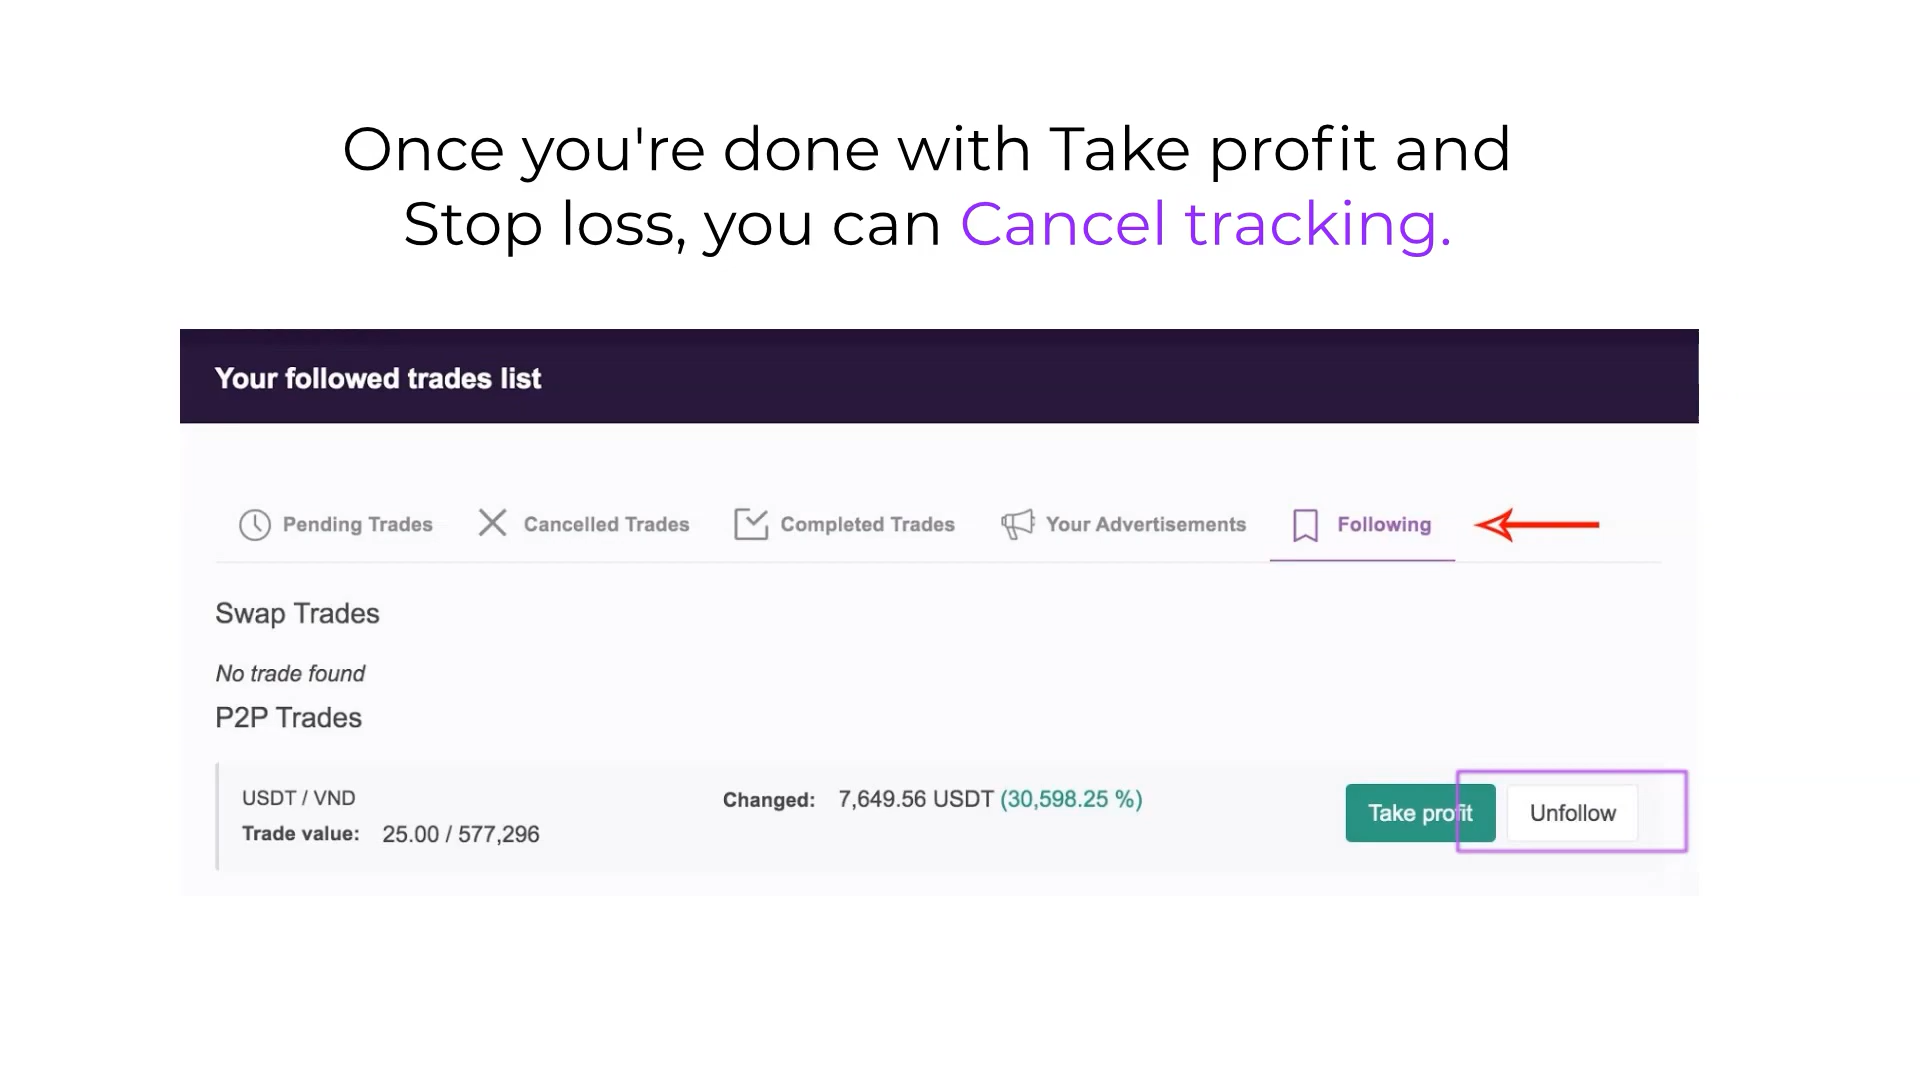 Once you're done with Take profit and
Stop loss, you can Cancel tracking.
Your followed trades list
Pending Trades Cancelled Trades Completed Trades Your Advertisements Following
Swap Trades
No trade found
P2P Trades
USDT / VND
Trade value: 25.00 / 577,296
Changed: 7,649.56 USDT (30,598.25 %)
Take profit Unfollow